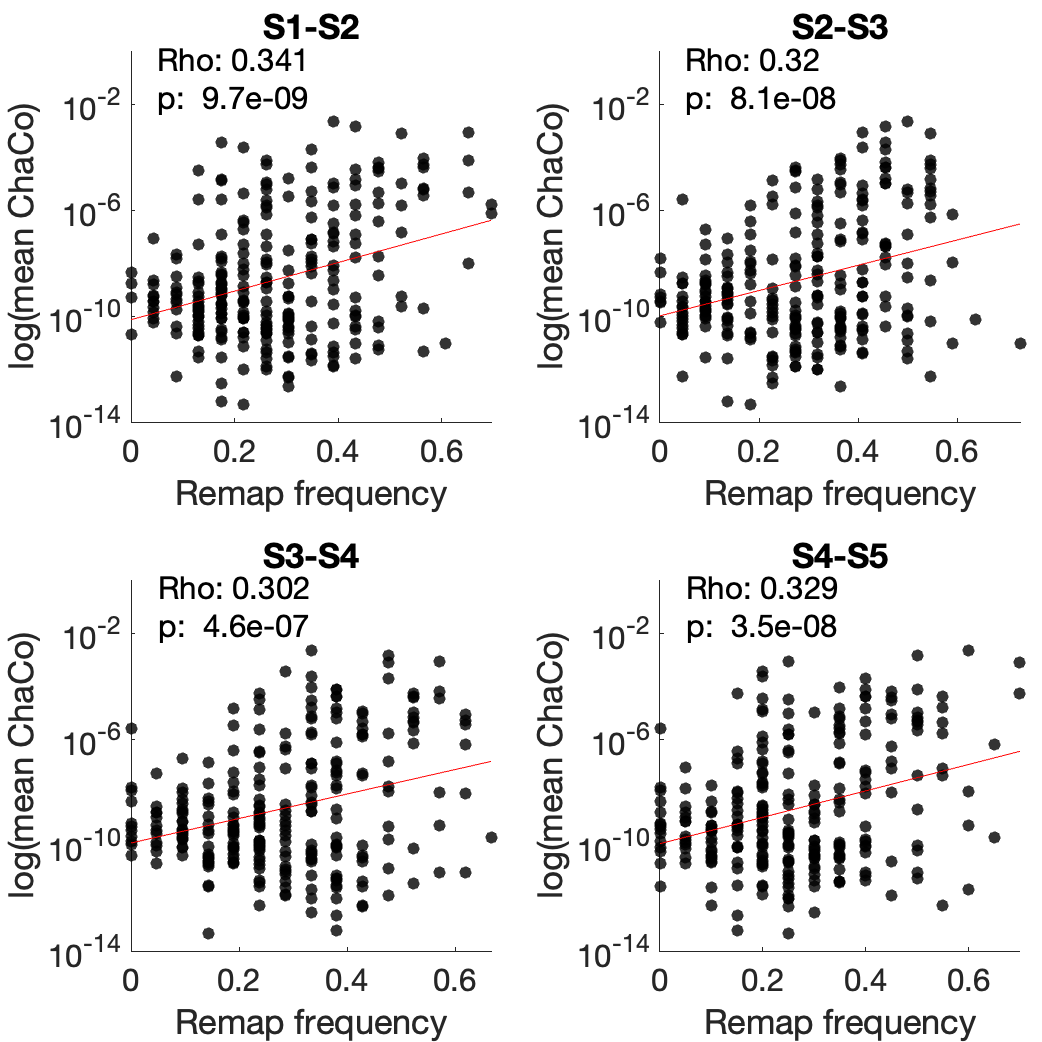 S1-S2
Rho: 0.341
p: 9.7e-09
log(mean ChaCo)
10^-2
10^-6
10^-10
10^-14
0 0.2 0.4 0.6
Remap frequency
S2-S3
Rho: 0.32
p: 8.1e-08
log(mean ChaCo)
10^-2
10^-6
10^-10
10^-14
0 0.2 0.4 0.6
Remap frequency
S3-S4
Rho: 0.302
p: 4.6e-07
log(mean ChaCo)
10^-2
10^-6
10^-10
10^-14
0 0.2 0.4 0.6
Remap frequency
S4-S5
Rho: 0.329
p: 3.5e-08
log(mean ChaCo)
10^-2
10^-6
10^-10
10^-14
0 0.2 0.4 0.6
Remap frequency